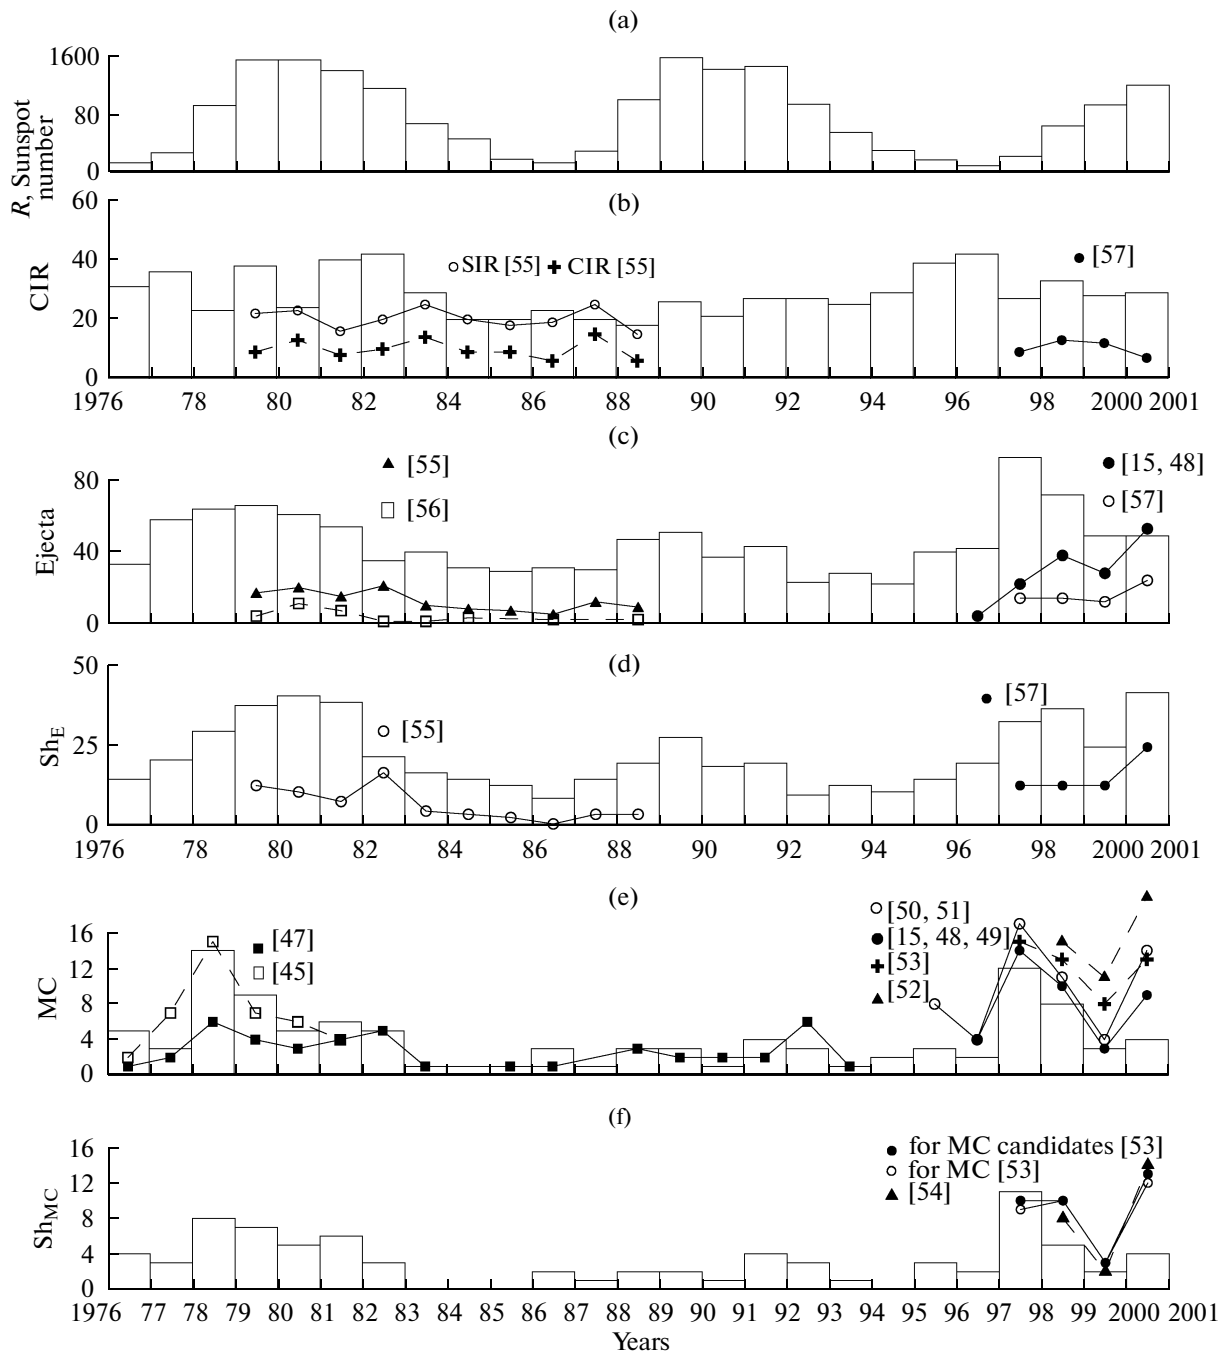 (a)
1600
80
0
R, Sunspot
number
(b)
60
40
20
0
CIR
SIR [55] CIR [55]
[57]
1976 78 80 82 84 86 88 90 92 94 96 98 2000 2001
(c)
80
40
0
Ejecta
[55]
[56]
[15, 48]
[57]
(d)
50
25
0
ShE
[55]
[57]
1976 78 80 82 84 86 88 90 92 94 96 98 2000 2001
(e)
16
12
8
4
0
MC
[47]
[45]
[50, 51]
[15, 48, 49]
[53]
[52]
(f)
16
12
8
4
0
ShMC
for MC candidates [53]
for MC [53]
[54]
1976 77 78 79 80 81 82 83 84 85 86 87 88 89 90 91 92 93 94 95 96 97 98 99 2000 2001
Years